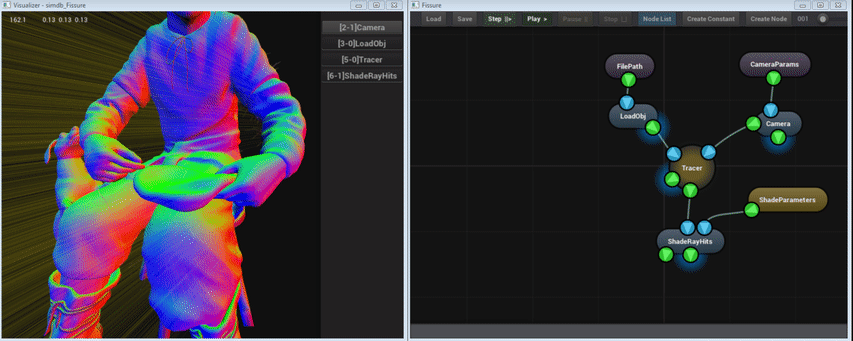 Visualizer - simdb_Fissure
162.1 0.13 0.13 0.13
[2-1]Camera
[3-0]LoadObj
[5-0]Tracer
[6-1]ShadeRayHits
Fissure
Load Save Step Play Pause Stop Node List Create Constant Create Node 001
FilePath
CameraParams
LoadObj
Camera
Tracer
ShadeParameters
ShadeRayHits